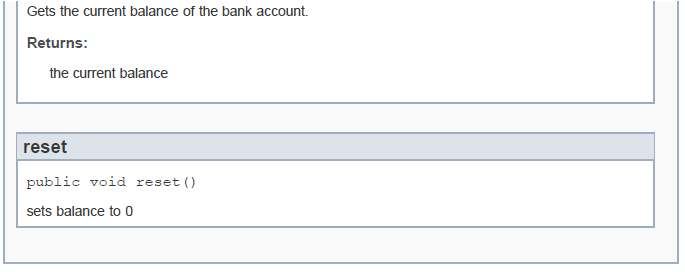 Gets the current balance of the bank account.
Returns:
the current balance
reset
public void reset()
sets balance to 0